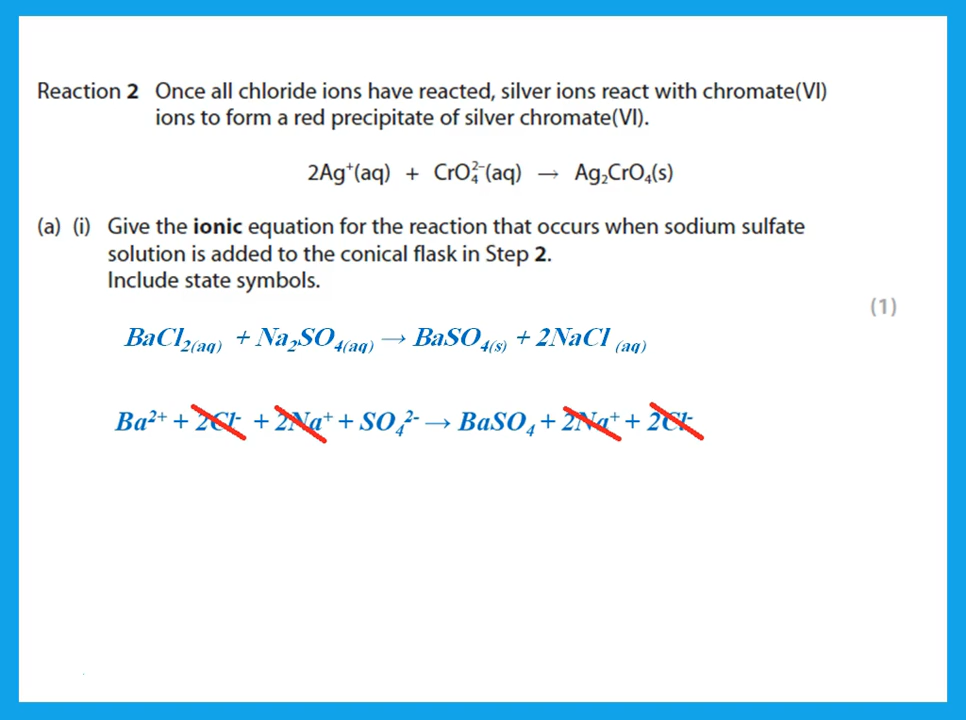 Reaction 2 Once all chloride ions have reacted, silver ions react with chromate(VI)
ions to form a red precipitate of silver chromate(VI).
2Ag⁺(aq) + CrO₄²⁻(aq) → Ag₂CrO₄(s)
(a) (i) Give the ionic equation for the reaction that occurs when sodium sulfate
solution is added to the conical flask in Step 2.
Include state symbols.
(1)
BaCl₂(aq) + Na₂SO₄(aq) → BaSO₄(s) + 2NaCl (aq)
Ba²⁺ + 2Cl⁻ + 2Na⁺ + SO₄²⁻ → BaSO₄ + 2Na⁺ + 2Cl⁻